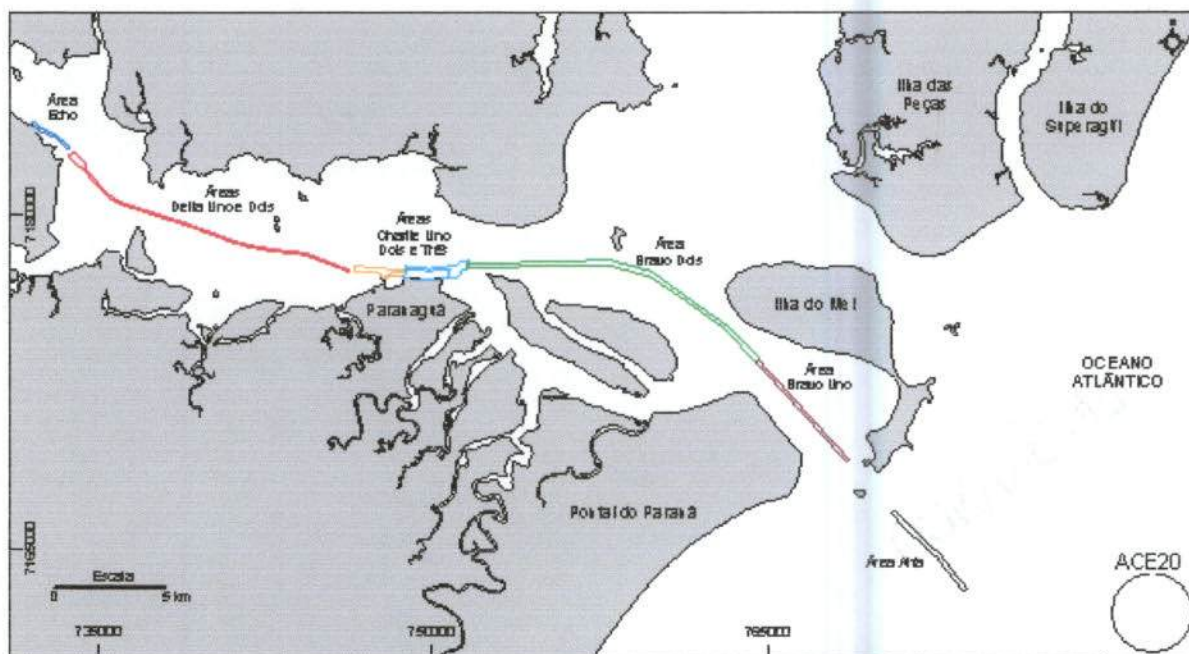 Área
Echo
Áreas
Delta Uno e Dois
Áreas
Charlie Uno
Dois e Três
Paranaguá
Área
Bravo Dois
Ilha das
Peças
Ilha do
Superagüi
Ilha do Mel
Área
Bravo Uno
OCEANO
ATLÂNTICO
Pontal do Paraná
Área Alfa
ACE20
Escala
0 5 km
7180000
7165000
735000
750000
765000